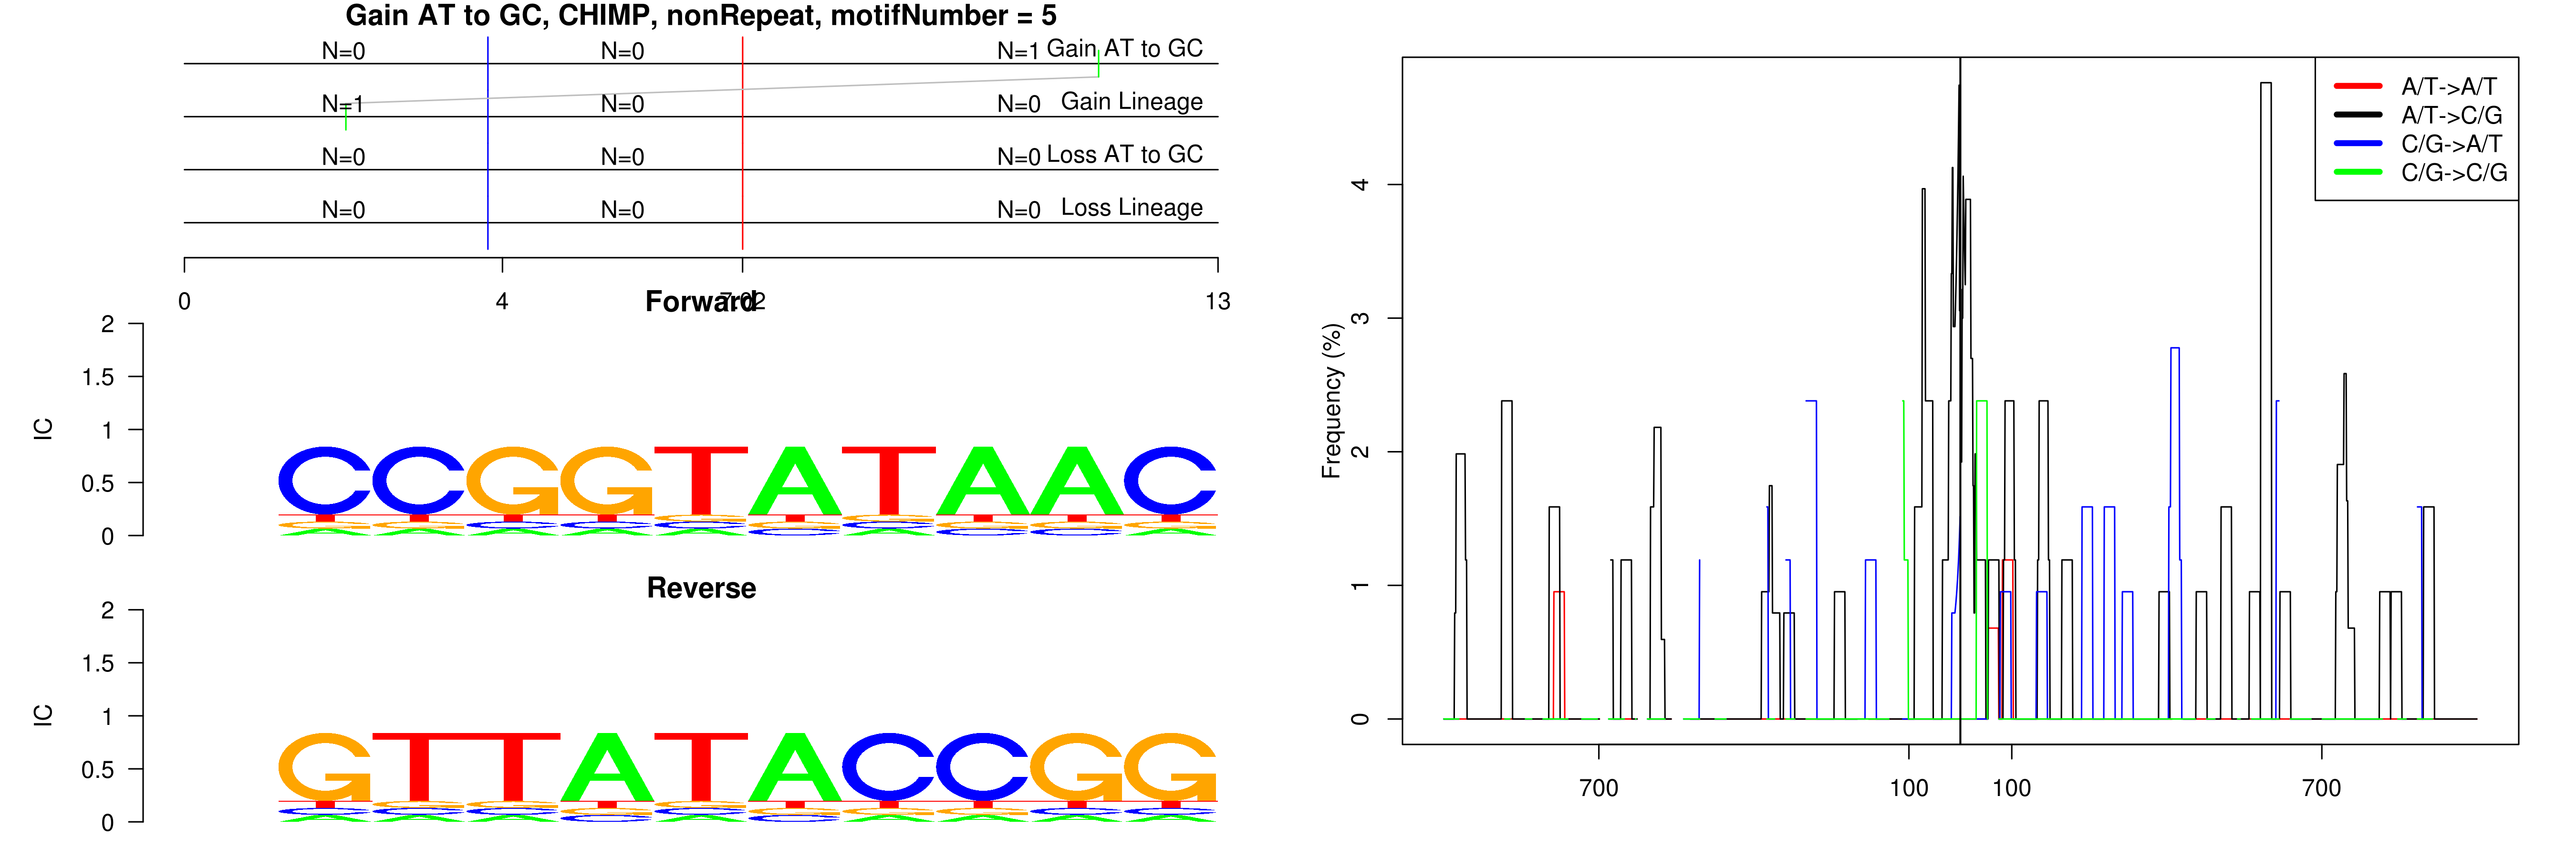 Gain AT to GC, CHIMP, nonRepeat, motifNumber = 5
N=0 N=0 N=1 Gain AT to GC
N=1 N=0 N=0 Gain Lineage
N=0 N=0 N=0 Loss AT to GC
N=0 N=0 N=0 Loss Lineage
0 4 7.02 13
Forward
IC
2
1.5
1
0.5
0
CCGGTATAAC
Reverse
IC
2
1.5
1
0.5
0
GTTATACCGG
Frequency (%)
4
3
2
1
0
700 100 100 700
A/T->A/T
A/T->C/G
C/G->A/T
C/G->C/G